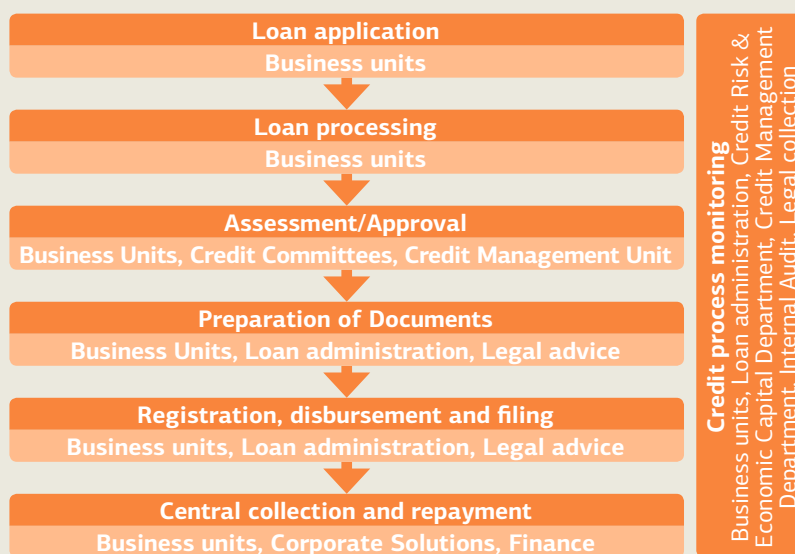 Loan application
Business units
Loan processing
Business units
Assessment/Approval
Business Units, Credit Committees, Credit Management Unit
Preparation of Documents
Business Units, Loan administration, Legal advice
Registration, disbursement and filing
Business units, Loan administration, Legal advice
Central collection and repayment
Business units, Corporate Solutions, Finance
Credit process monitoring
Business units, Loan administration, Credit Risk &
Economic Capital Department, Credit Management
Department, Internal Audit, Legal collection